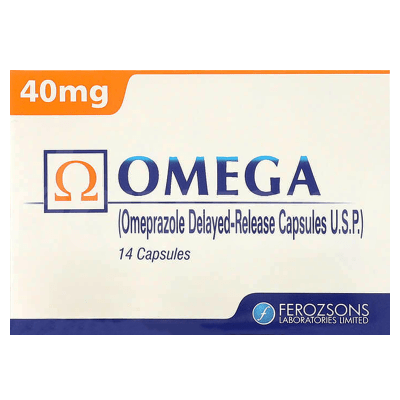 40mg
Ω OMEGA
(Omeprazole Delayed-Release Capsules U.S.P.)
14 Capsules
f FEROZSONS
LABORATORIES LIMITED